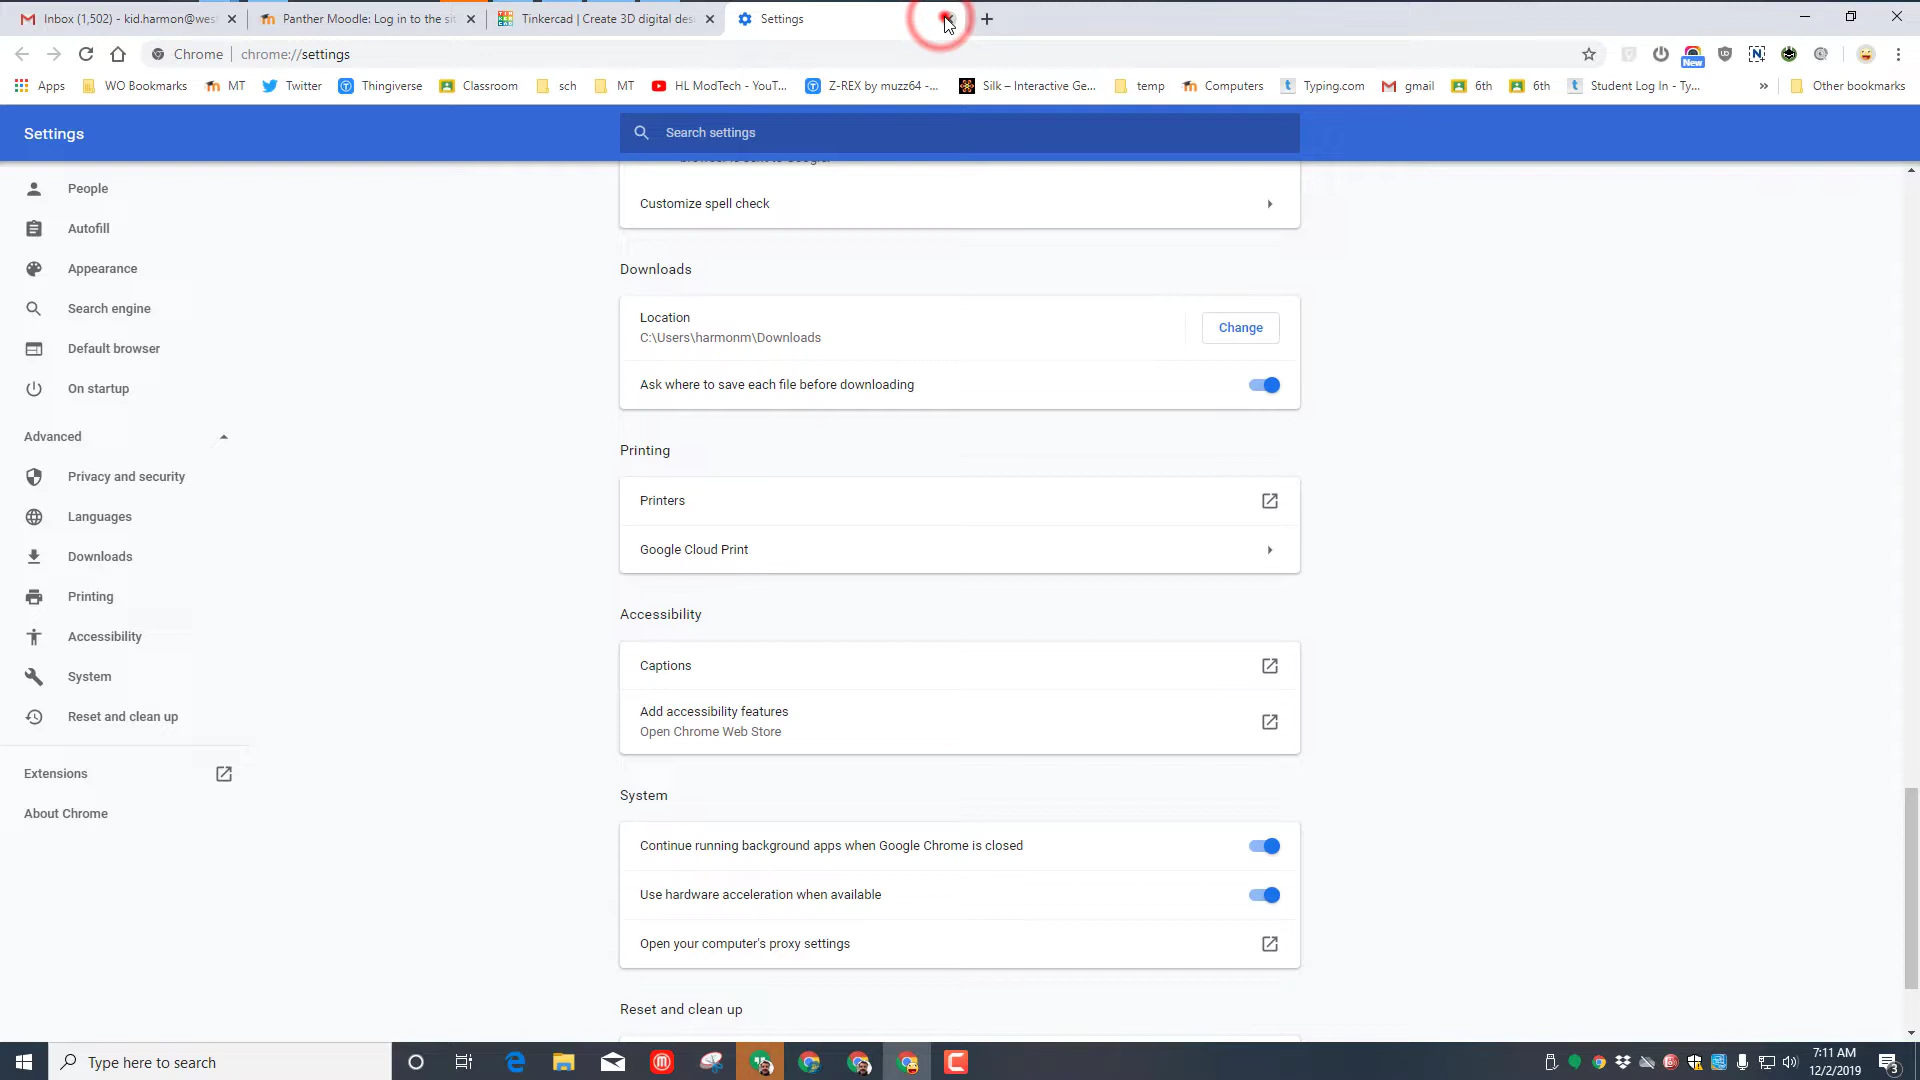 Inbox (1,502) - kid.harmon@wes
Panther Moodle: Log in to the sit
Tinkercad | Create 3D digital des
Settings
Chrome
chrome://settings
New
Apps
WO Bookmarks
MT
Twitter
Thingiverse
Classroom
sch
MT
HL ModTech - YouT...
Z-REX by muzz64 -...
Silk – Interactive Ge...
temp
Computers
Typing.com
gmail
6th
6th
Student Log In - Ty...
»
Other bookmarks
Settings
Search settings
People
Autofill
Appearance
Search engine
Default browser
On startup
Advanced
Privacy and security
Languages
Downloads
Printing
Accessibility
System
Reset and clean up
Extensions
About Chrome
Customize spell check
Downloads
Location
C:\Users\harmonm\Downloads
Change
Ask where to save each file before downloading
Printing
Printers
Google Cloud Print
Accessibility
Captions
Add accessibility features
Open Chrome Web Store
System
Continue running background apps when Google Chrome is closed
Use hardware acceleration when available
Open your computer's proxy settings
Reset and clean up
Type here to search
7:11 AM
12/2/2019
3